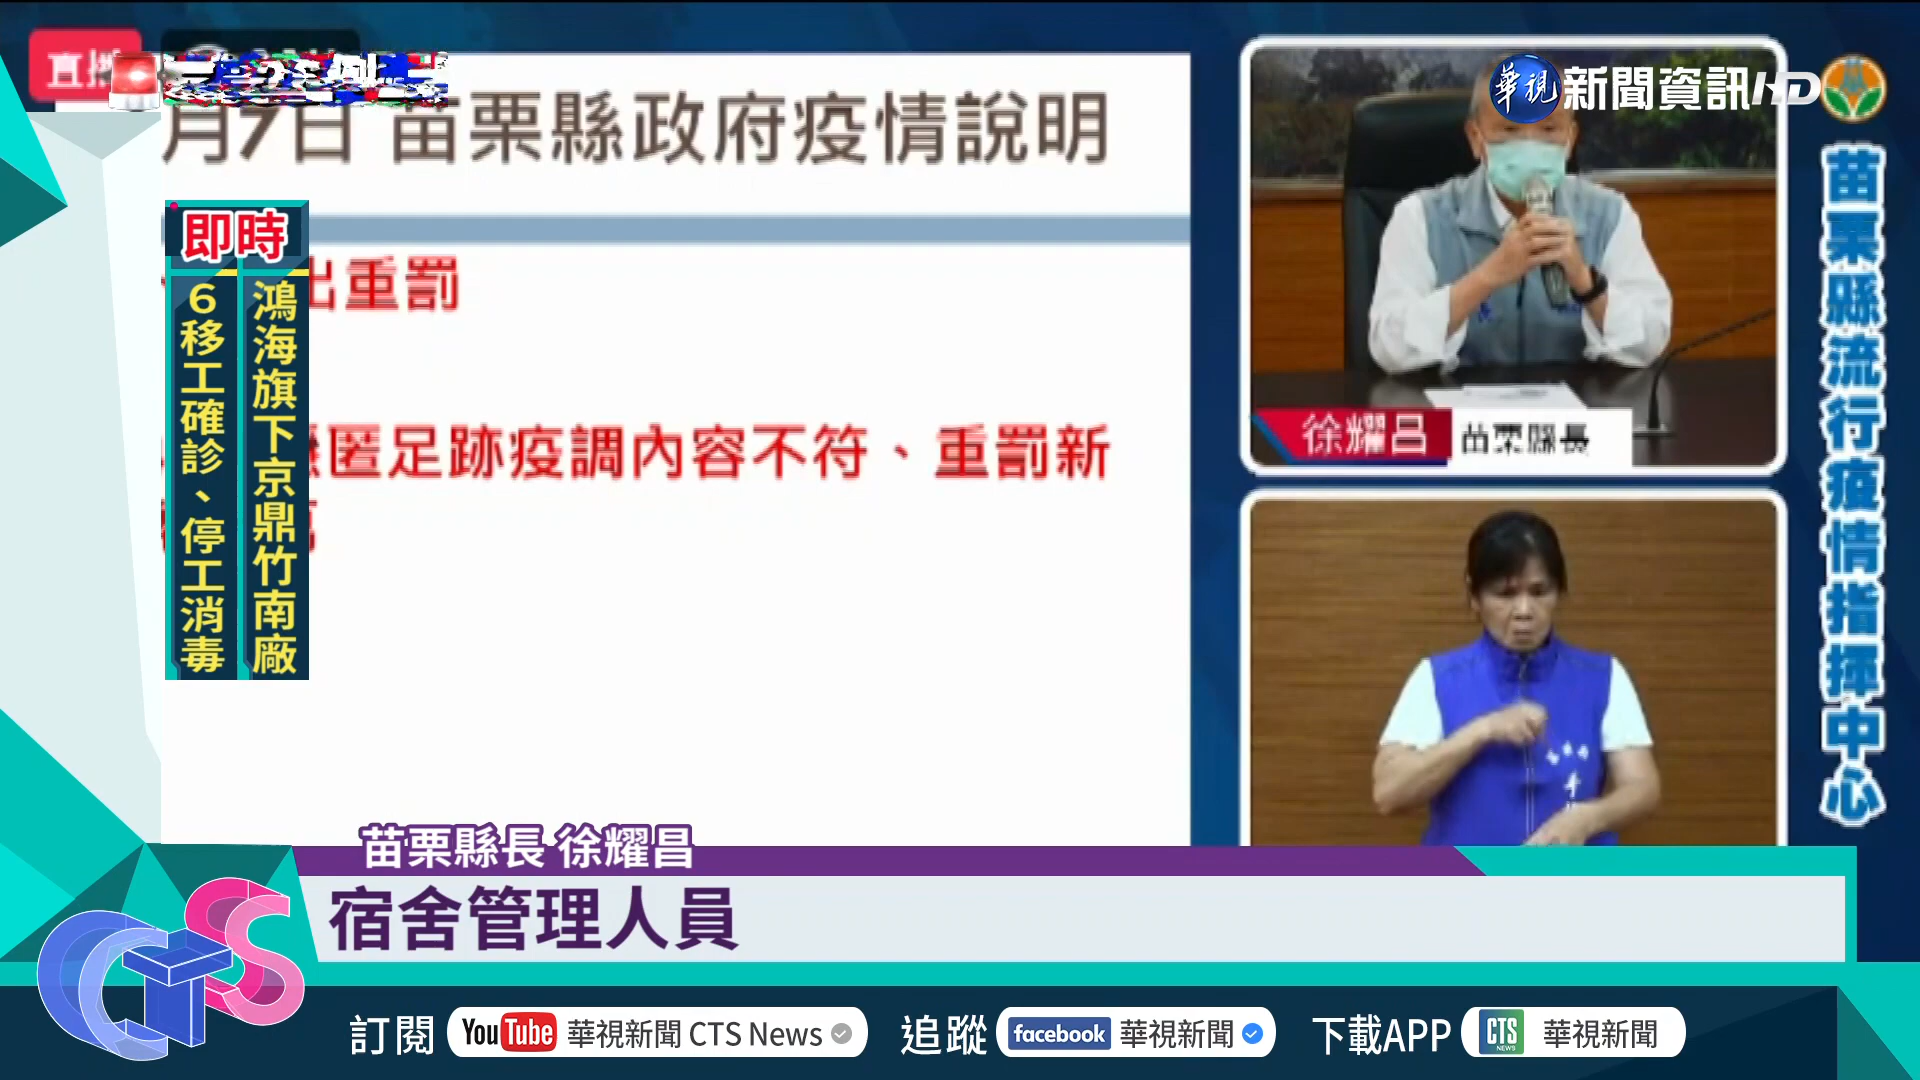 直播
華視 新聞資訊HD
月7日 苗栗縣政府疫情說明
出重罰
匿足跡疫調內容不符、重罰新
即時
鴻海旗下京鼎竹南廠
6移工確診、停工消毒
徐耀昌 苗栗縣長
苗栗縣流行疫情指揮中心
苗栗縣長 徐耀昌
宿舍管理人員
CTS
訂閱 YouTube 華視新聞 CTS News 追蹤 facebook 華視新聞 下載APP CTS NEWS 華視新聞